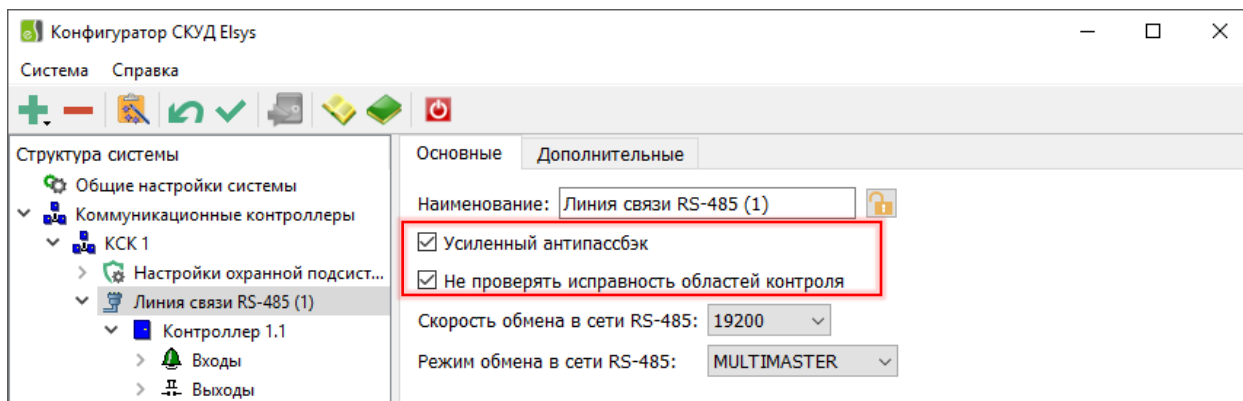 Конфигуратор СКУД Elsys
Система Справка
Структура системы
Общие настройки системы
Коммуникационные контроллеры
КСК 1
Настройки охранной подсист...
Линия связи RS-485 (1)
Контроллер 1.1
Входы
Выходы
Основные Дополнительные
Наименование: Линия связи RS-485 (1)
Усиленный антипассбэк
Не проверять исправность областей контроля
Скорость обмена в сети RS-485: 19200
Режим обмена в сети RS-485: MULTIMASTER